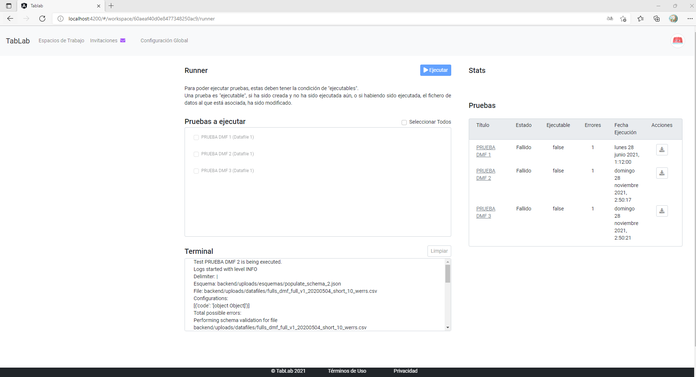 Tablab
localhost:4200/#/workspace/60aeaf40d0e8477348250ac9/runner
TabLab
Espacios de Trabajo
Invitaciones
Configuración Global
Runner
Ejecutar
Para poder ejecutar pruebas, estas deben tener la condición de "ejecutables".
Una prueba es "ejecutable", si ha sido creada y no ha sido ejecutada aún, o si habiendo sido ejecutada, el fichero de
datos al que está asociada, ha sido modificado.
Pruebas a ejecutar
Seleccionar Todos
PRUEBA DMF 1 (Datafile 1)
PRUEBA DMF 2 (Datafile 1)
PRUEBA DMF 3 (Datafile 1)
Terminal
Limpiar
Test PRUEBA DMF 2 is being executed:
Logs started with level INFO
Delimiter: |
Esquema: backend/uploads/esquemas/populate_schema_2.json
File: backend/uploads/datafiles/fulls_dmf_full_v1_20200504_short_10_werrs.csv
Configurations:
[{'code': '[object Object]'}]
Total possible errors:
Performing schema validation for file
backend/uploads/datafiles/fulls_dmf_full_v1_20200504_short_10_werrs.csv
Stats
Pruebas
Título Estado Ejecutable Errores Fecha Ejecución Acciones
PRUEBA DMF 1 Fallido false 1 lunes 28 junio 2021, 1:12:00
PRUEBA DMF 2 Fallido false 1 domingo 28 noviembre 2021, 2:50:17
PRUEBA DMF 3 Fallido false 1 domingo 28 noviembre 2021, 2:50:21
© TabLab 2021
Términos de Uso
Privacidad